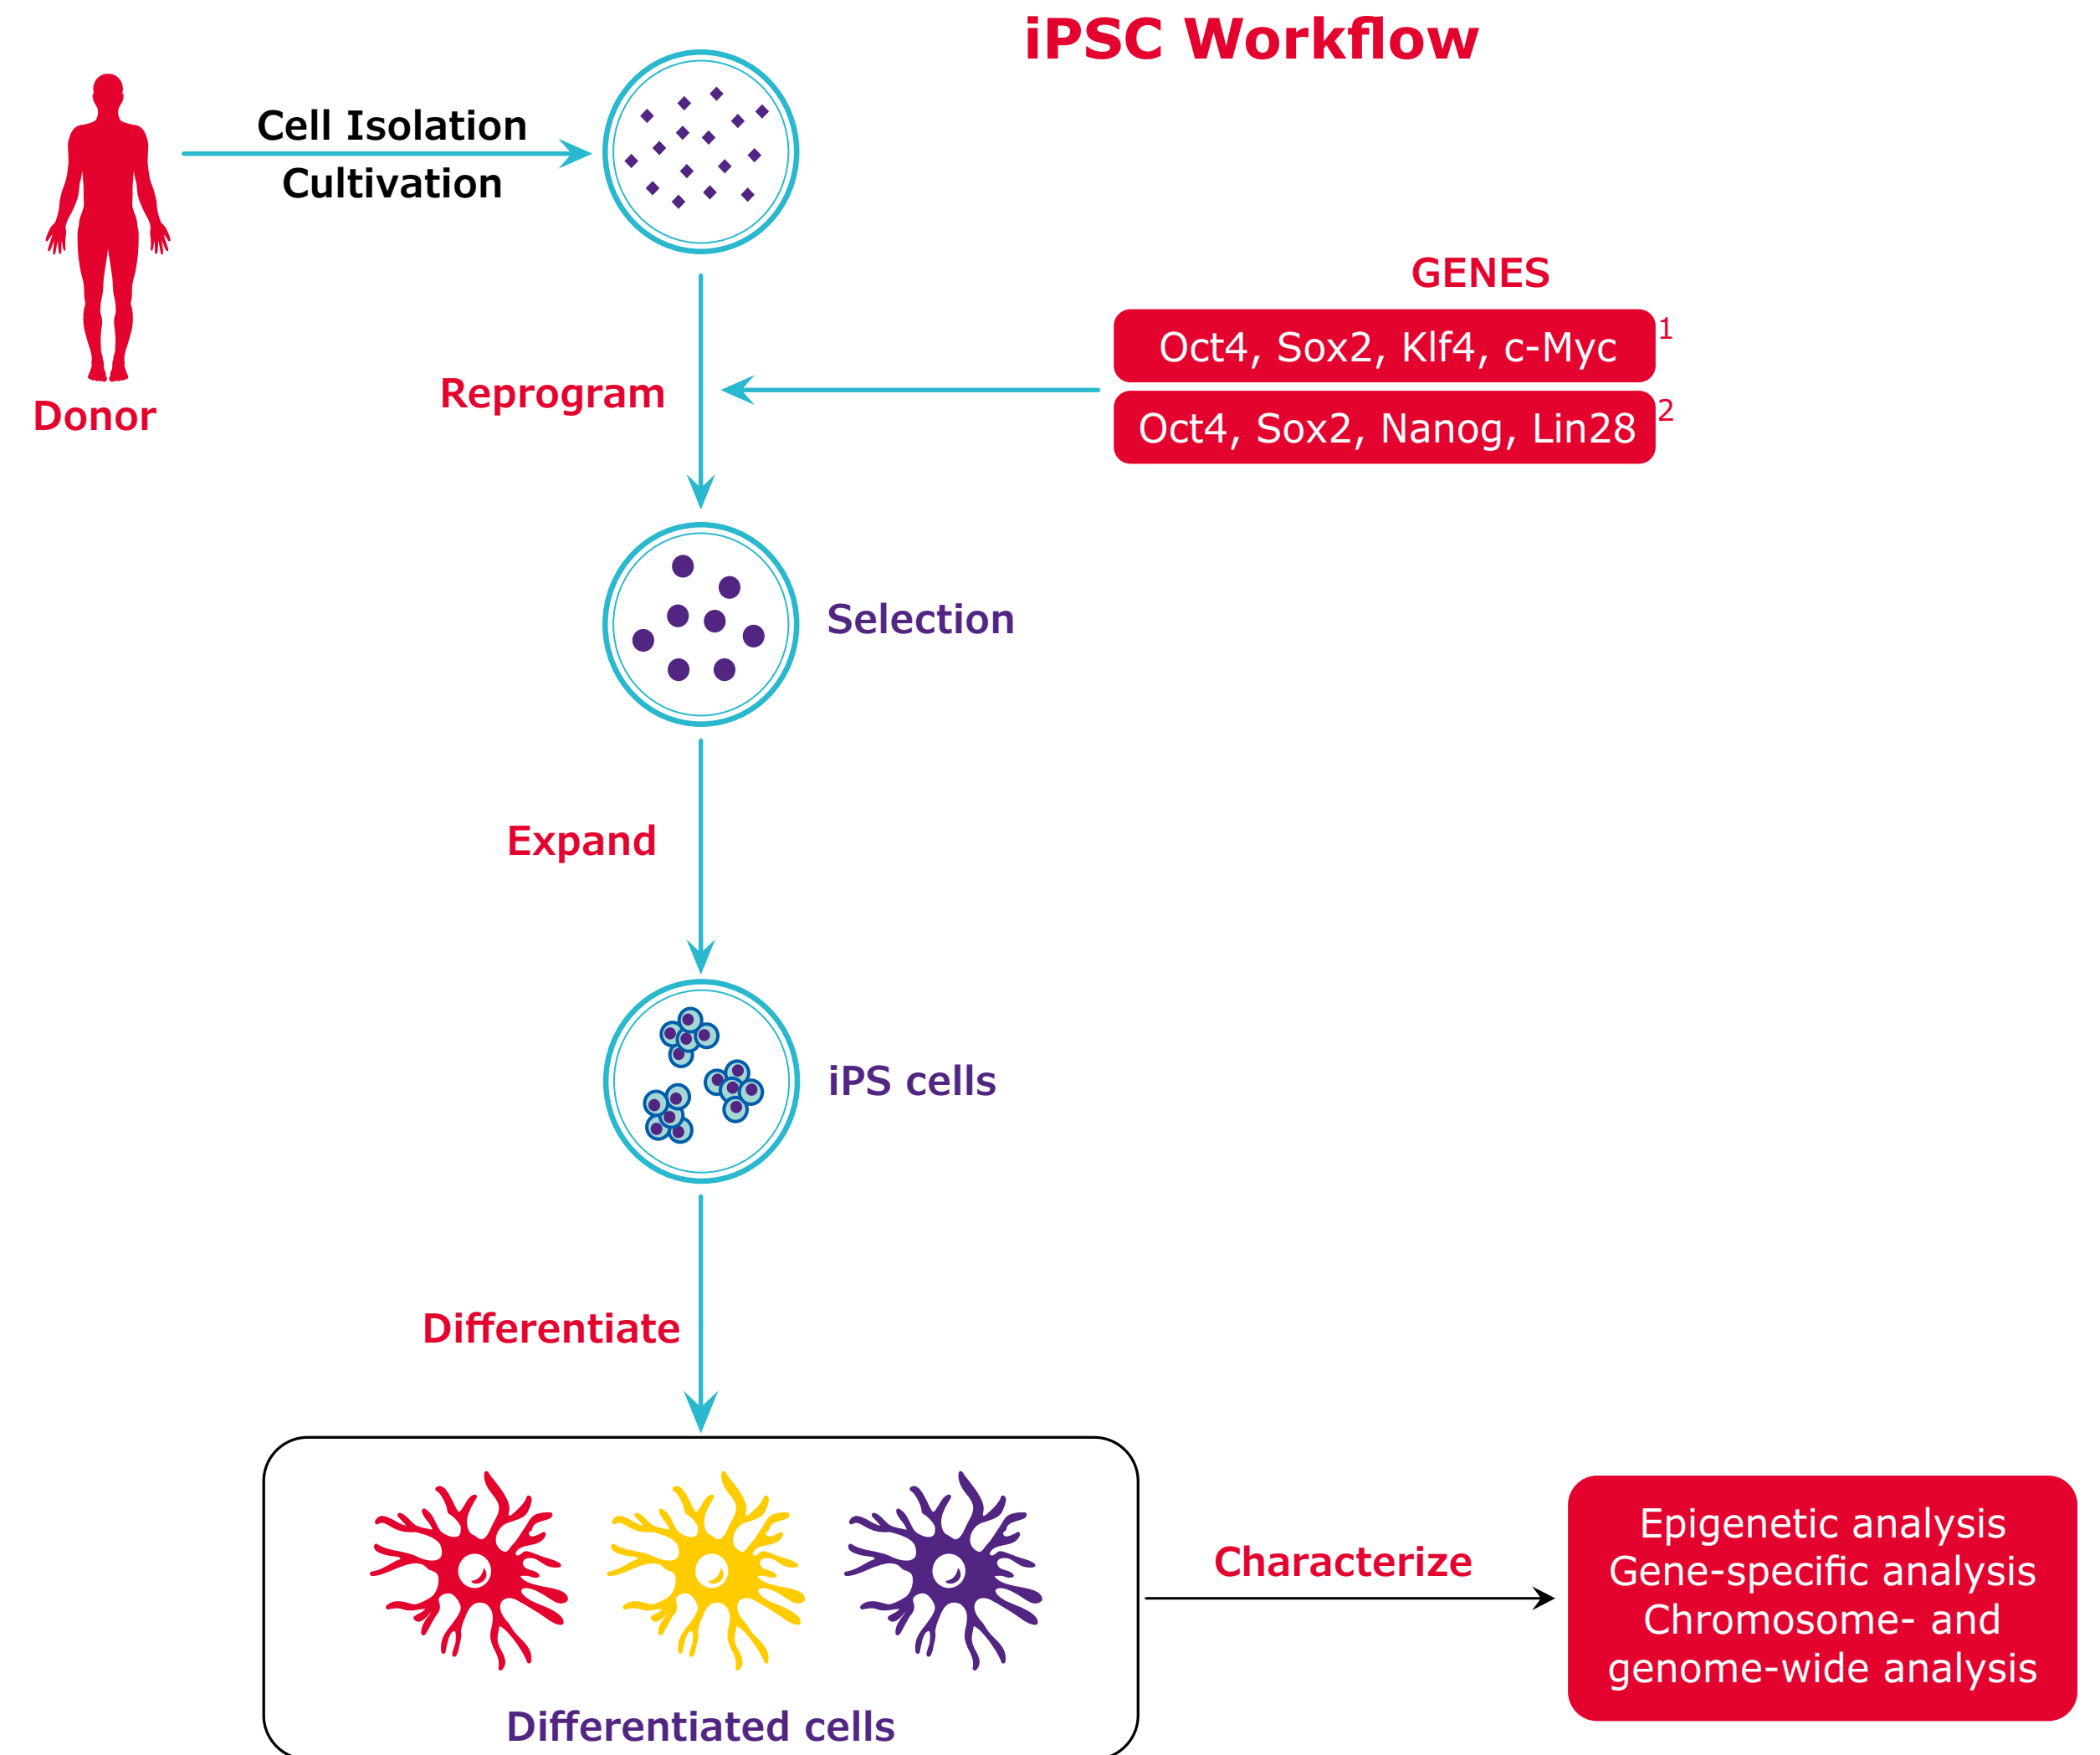 iPSC Workflow
Cell Isolation
Cultivation
Donor
GENES
Oct4, Sox2, Klf4, c-Myc 1
Oct4, Sox2, Nanog, Lin28 2
Reprogram
Selection
Expand
iPS cells
Differentiate
Differentiated cells
Characterize
Epigenetic analysis
Gene-specific analysis
Chromosome- and
genome-wide analysis